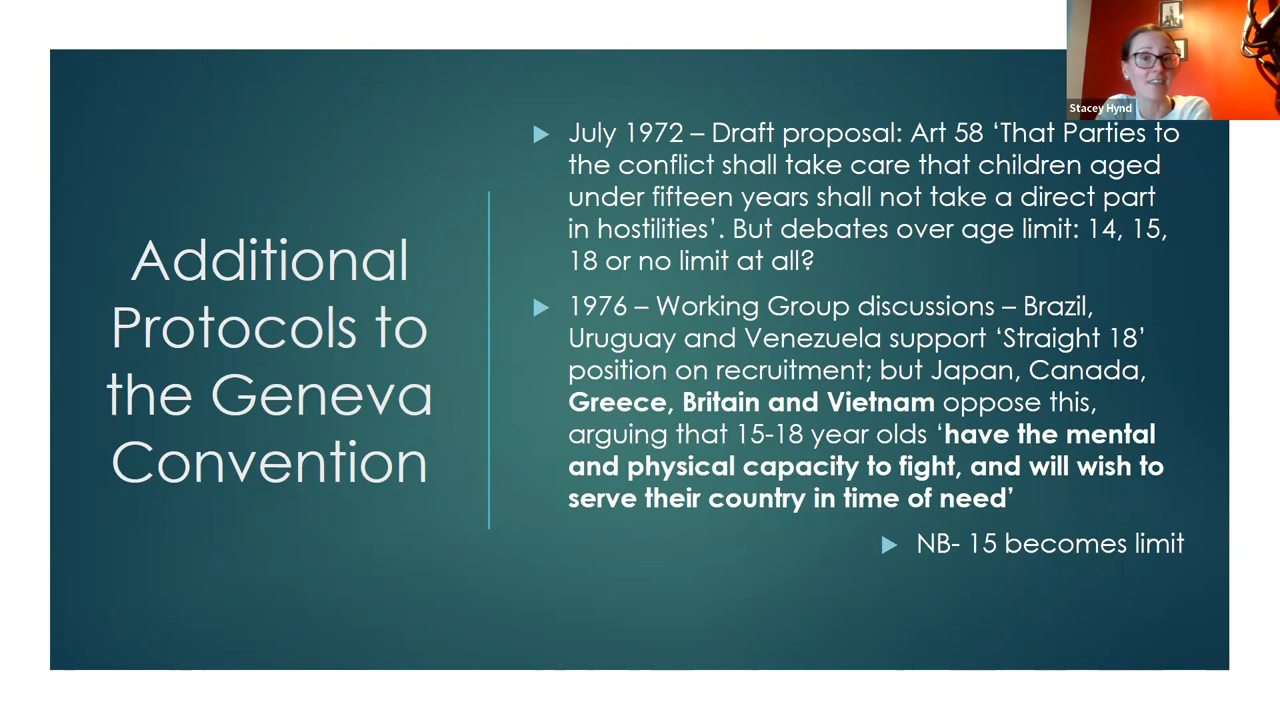 Stacey Hynd
Additional
Protocols to
the Geneva
Convention
July 1972 – Draft proposal: Art 58 ‘That Parties to
the conflict shall take care that children aged
under fifteen years shall not take a direct part
in hostilities’. But debates over age limit: 14, 15,
18 or no limit at all?
1976 – Working Group discussions – Brazil,
Uruguay and Venezuela support ‘Straight 18’
position on recruitment; but Japan, Canada,
Greece, Britain and Vietnam oppose this,
arguing that 15-18 year olds ‘have the mental
and physical capacity to fight, and will wish to
serve their country in time of need’
NB- 15 becomes limit